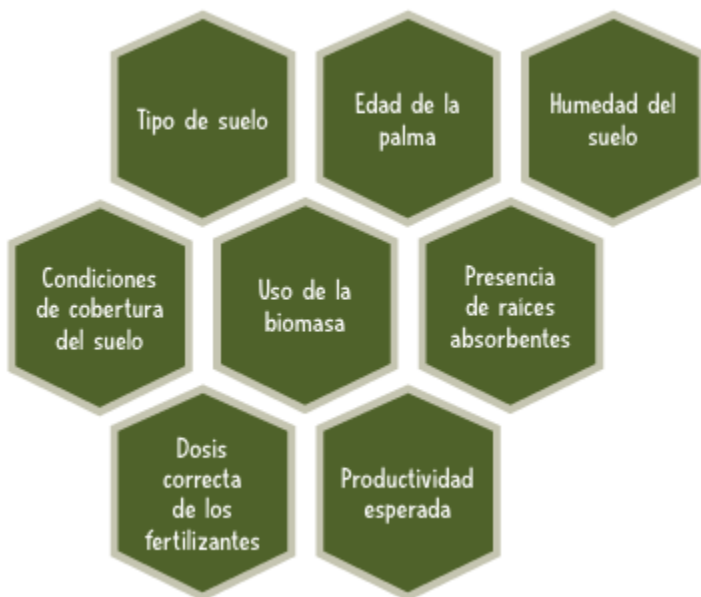 Tipo de suelo
Edad de la
palma
Humedad del
suelo
Condiciones
de cobertura
del suelo
Uso de la
biomasa
Presencia
de raíces
absorbentes
Dosis
correcta
de los
fertilizantes
Productividad
esperada